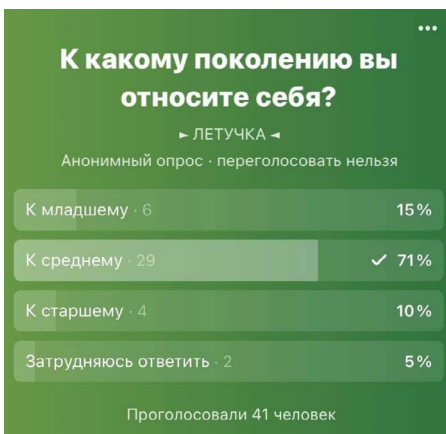 К какому поколению вы
относите себя?
► ЛЕТУЧКА ◄
Анонимный опрос · переголосовать нельзя
К младшему · 6 15%
К среднему · 29 ✓ 71%
К старшему · 4 10%
Затрудняюсь ответить · 2 5%
Проголосовали 41 человек